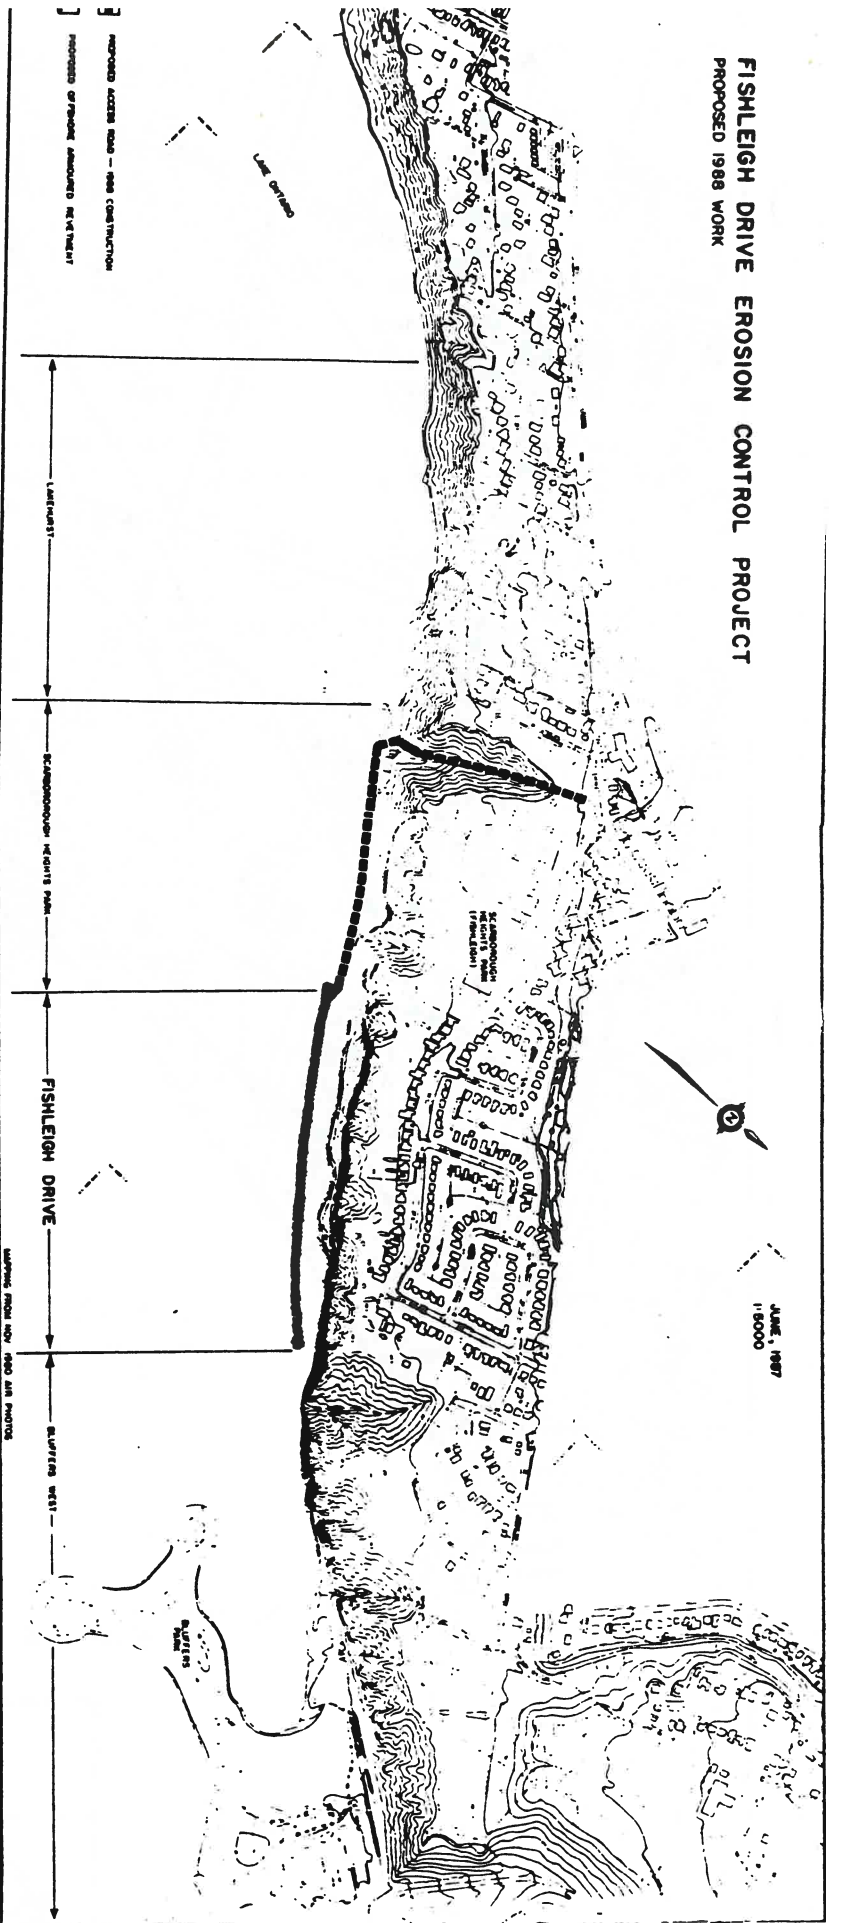 FISHLEIGH DRIVE EROSION CONTROL PROJECT
PROPOSED 1988 WORK
JUNE, 1987
1:5000
N
SCARBOROUGH
HEIGHTS PARK
(FISHLEIGH)
LAKE ONTARIO
BLUFFERS
PARK
LAKEHURST
SCARBOROUGH HEIGHTS PARK
FISHLEIGH DRIVE
BLUFFERS WEST
PROPOSED ACCESS ROAD - 1988 CONSTRUCTION
PROPOSED OFFSHORE ARMOURED REVETMENT
MAPPING FROM NOV 1980 AIR PHOTOS